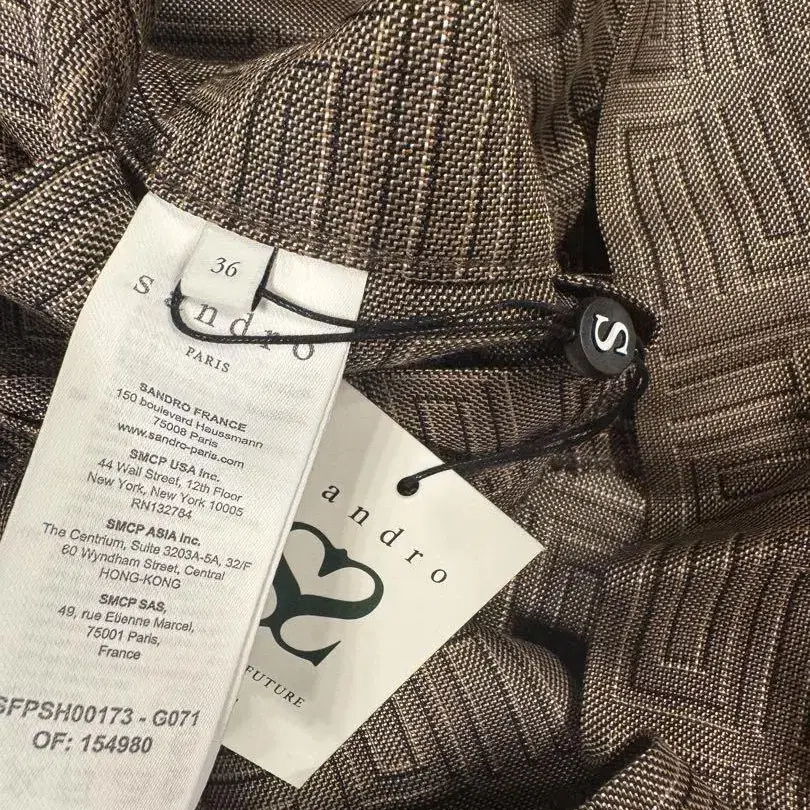 36
sandro
PARIS
SANDRO FRANCE
150 boulevard Haussmann
75008 Paris
www.sandro-paris.com
SMCP USA Inc.
44 Wall Street, 12th Floor
New York, New York 10005
RN132784
SMCP ASIA Inc.
The Centrium, Suite 3203A-5A, 32/F
60 Wyndham Street, Central
HONG-KONG
SMCP SAS,
49, rue Etienne Marcel,
75001 Paris,
France
SFPSH00173 - G071
OF: 154980
S
andro
FUTURE